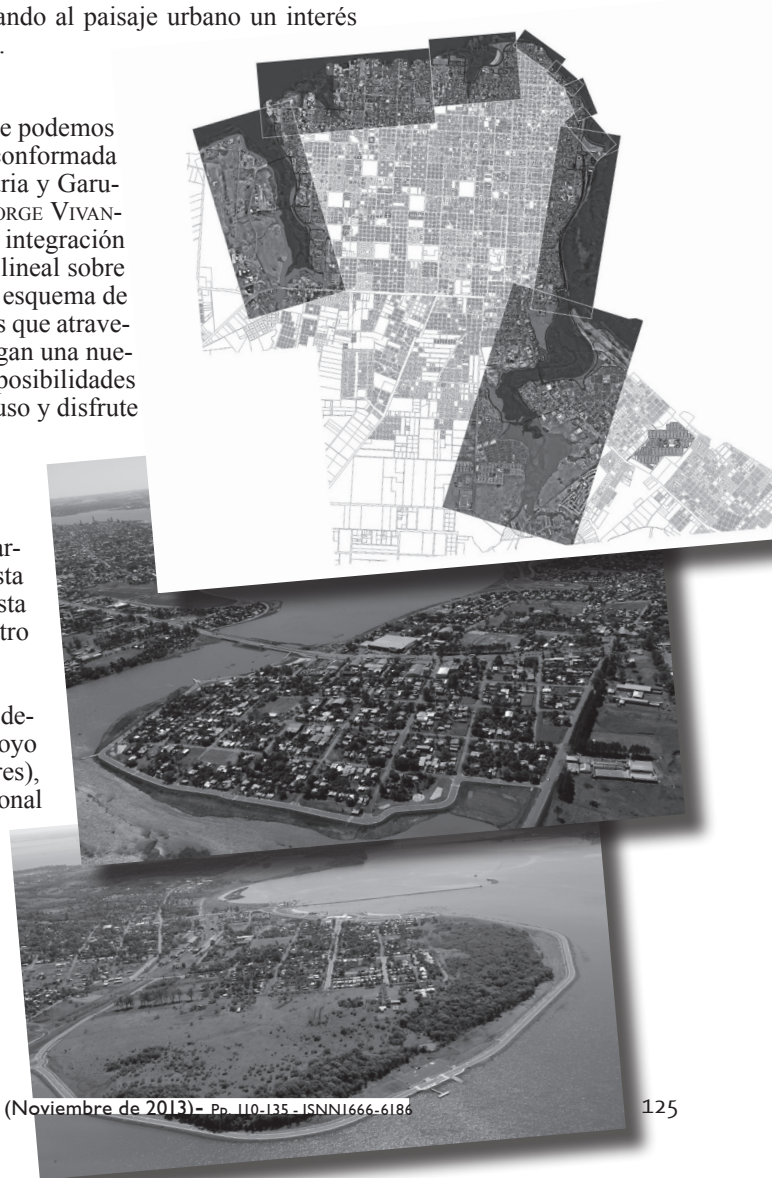 ando al paisaje urbano un interés
.
e podemos
conformada
ria y Garu-
ORGE VIVAN-
integración
lineal sobre
esquema de
s que atrave-
gan una nue-
posibilidades
uso y disfrute
ar-
sta
sta
tro
de-
oyo
res),
onal
(Noviembre de 2013)- Pp. 110-135 - ISNN1666-6186
125